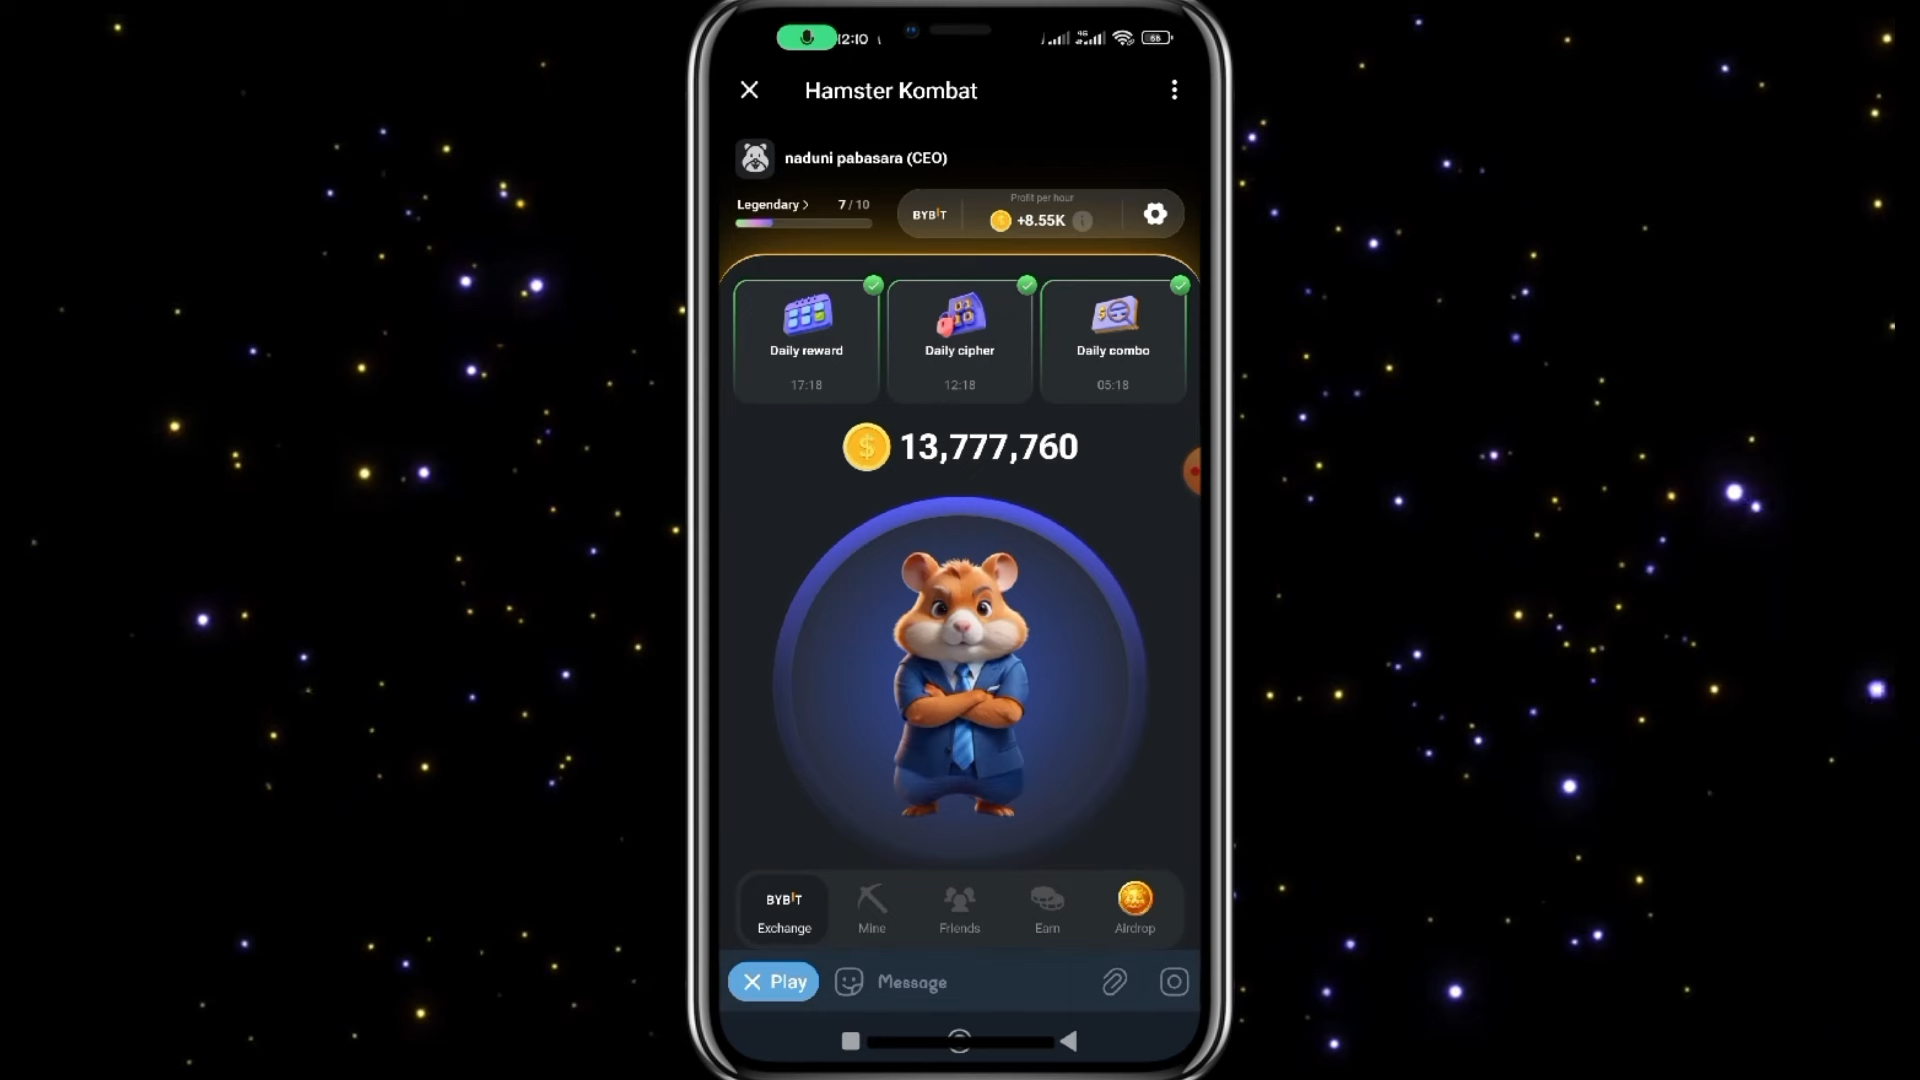 12:10
4G
55
Hamster Kombat
naduni pabasara (CEO)
Legendary > 7 / 10
BYBIT
Profit per hour
+8.55K
Daily reward
17:18
Daily cipher
12:18
Daily combo
05:18
13,777,760
BYBIT
Exchange
Mine
Friends
Earn
Airdrop
Play
Message